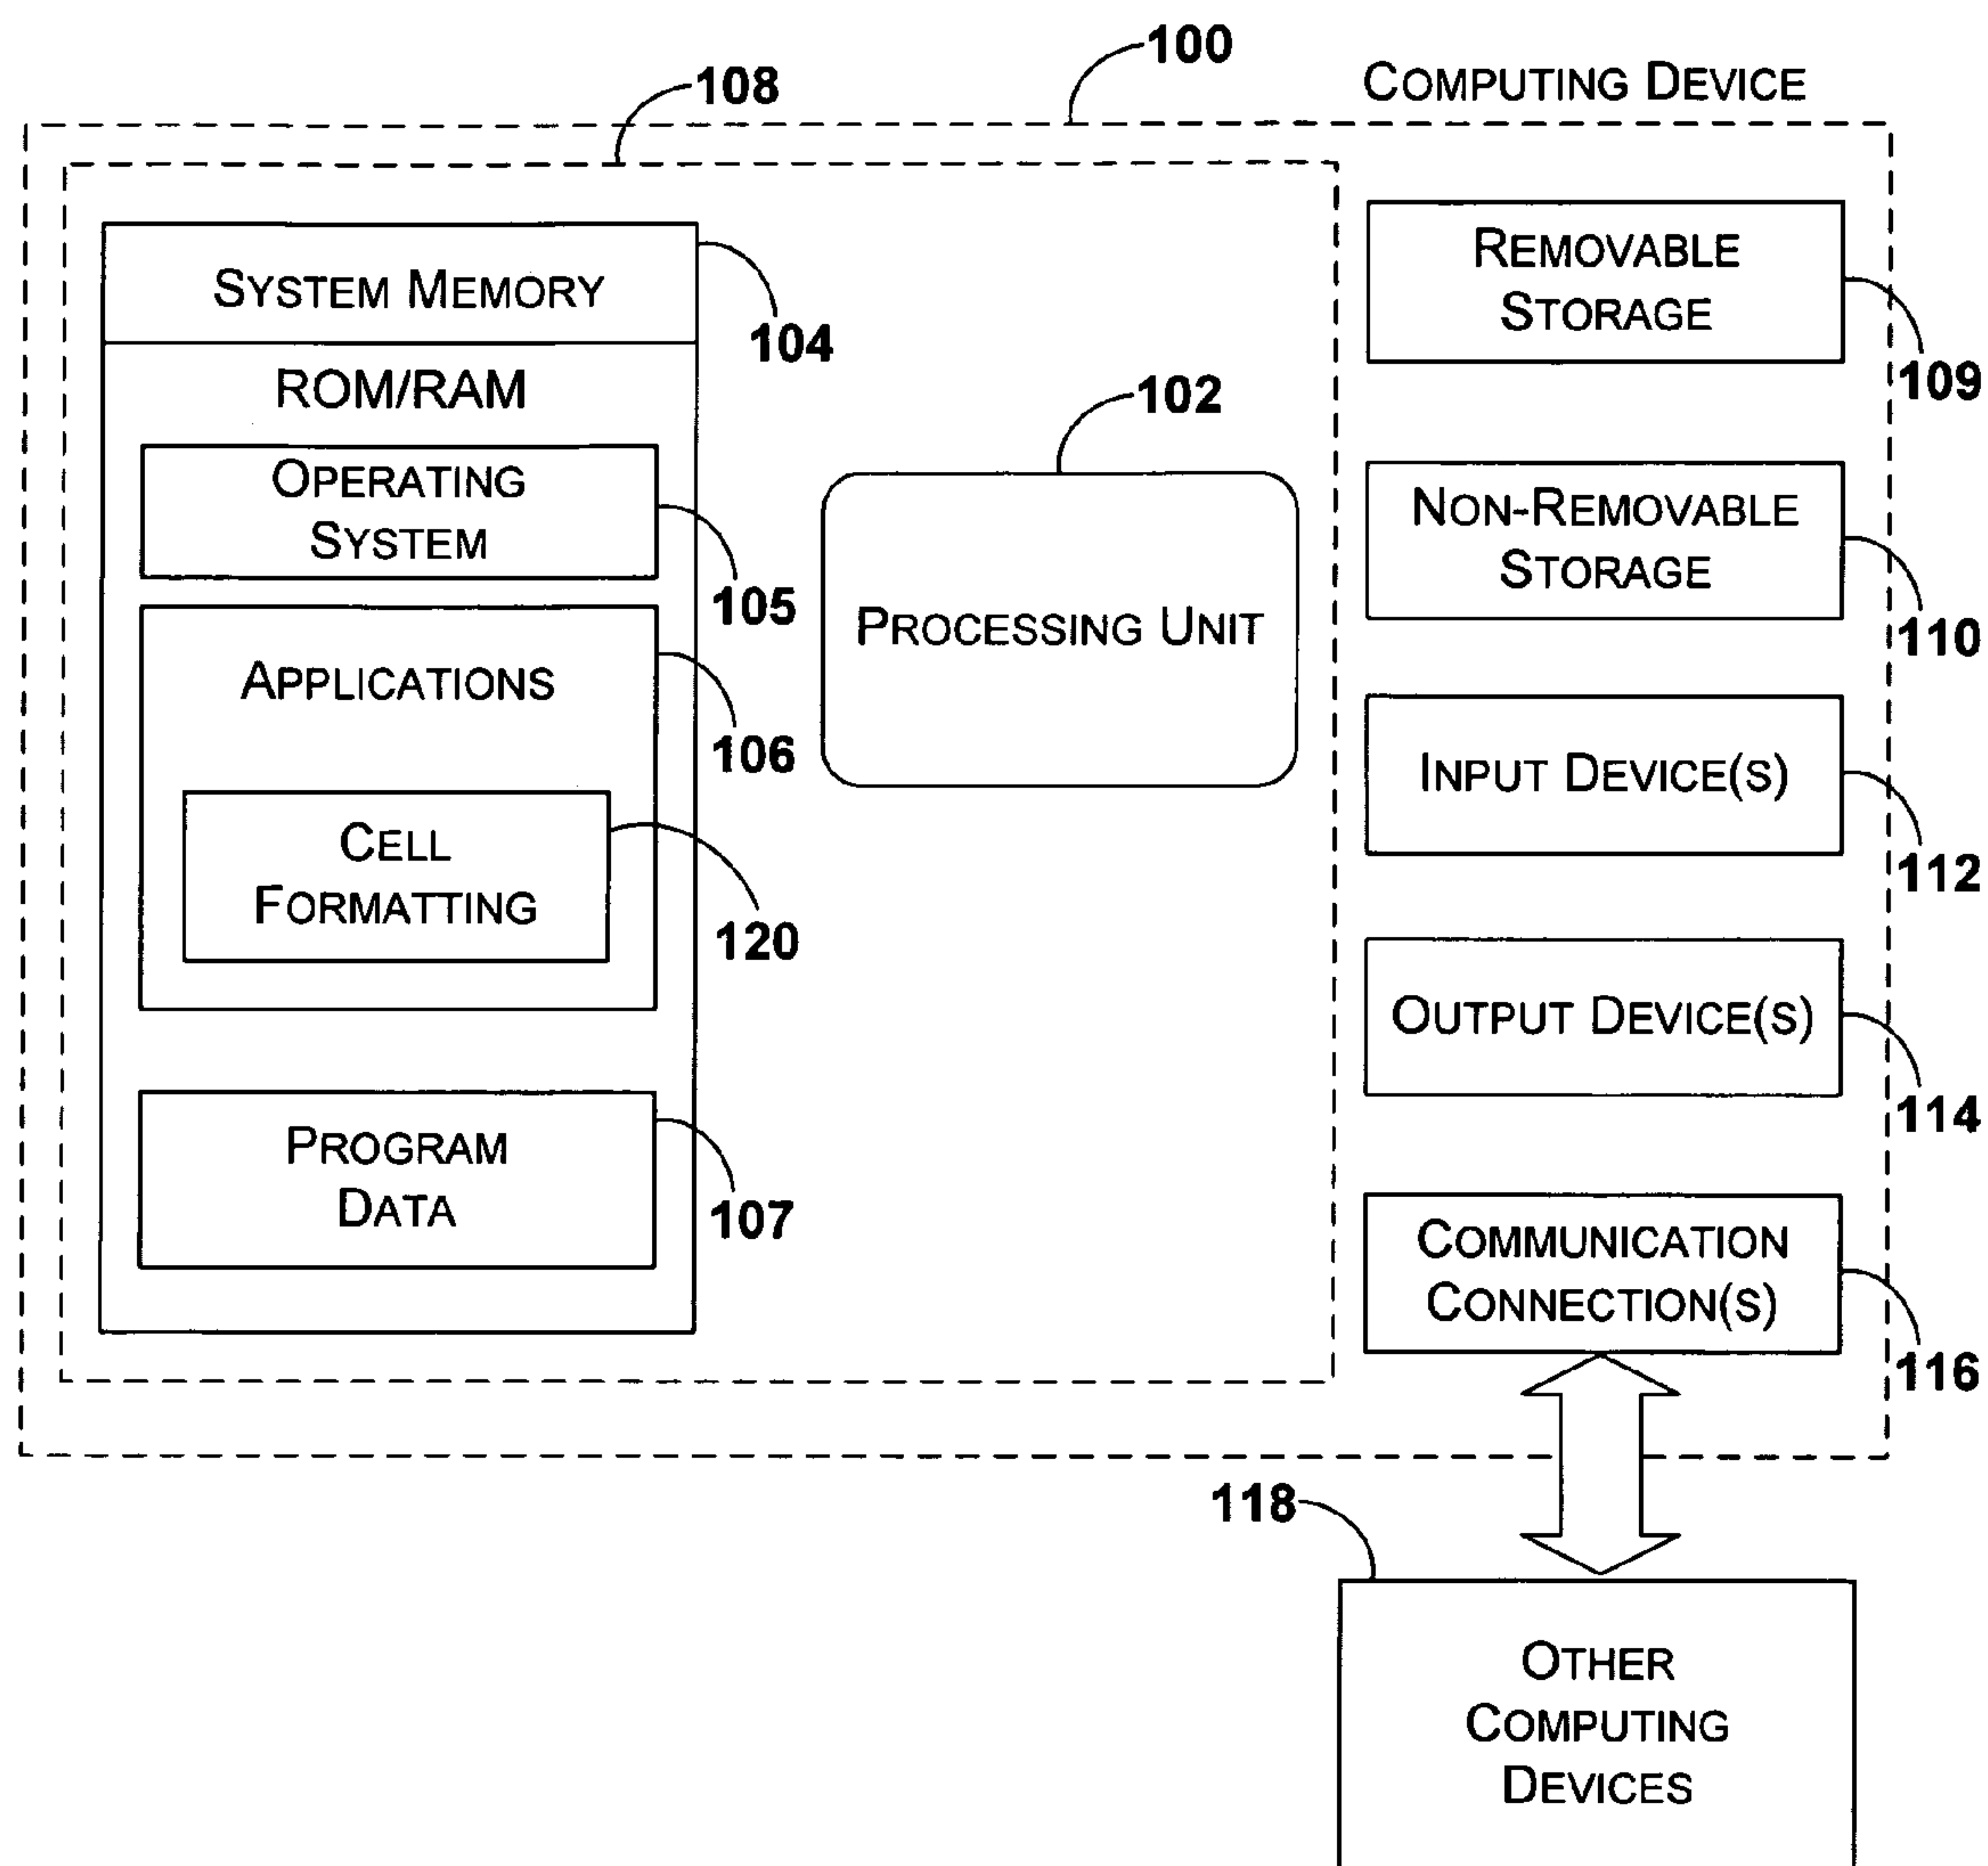 100
COMPUTING DEVICE
108
SYSTEM MEMORY
104
ROM/RAM
OPERATING
SYSTEM
105
APPLICATIONS
106
CELL
FORMATTING
120
PROGRAM
DATA
107
102
PROCESSING UNIT
REMOVABLE
STORAGE
109
NON-REMOVABLE
STORAGE
110
INPUT DEVICE(S)
112
OUTPUT DEVICE(S)
114
COMMUNICATION
CONNECTION(S)
116
118
OTHER
COMPUTING
DEVICES